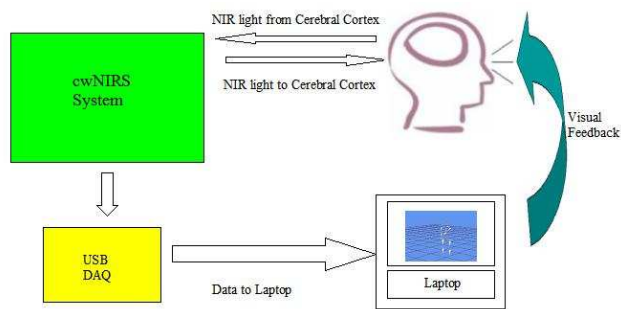 NIR light from Cerebral Cortex
NIR light to Cerebral Cortex
cwNIRS
System
Visual
Feedback
USB
DAQ
Data to Laptop
Laptop